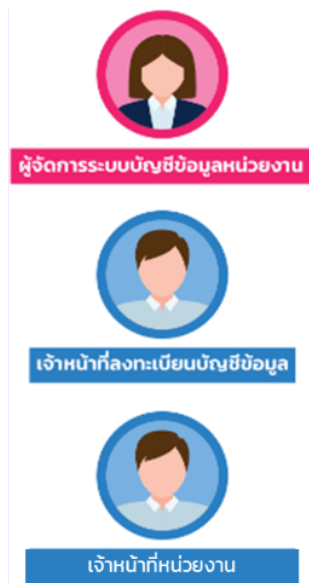 ผู้จัดการระบบบัญชีข้อมูลหน่วยงาน
เจ้าหน้าที่ลงทะเบียนบัญชีข้อมูล
เจ้าหน้าที่หน่วยงาน